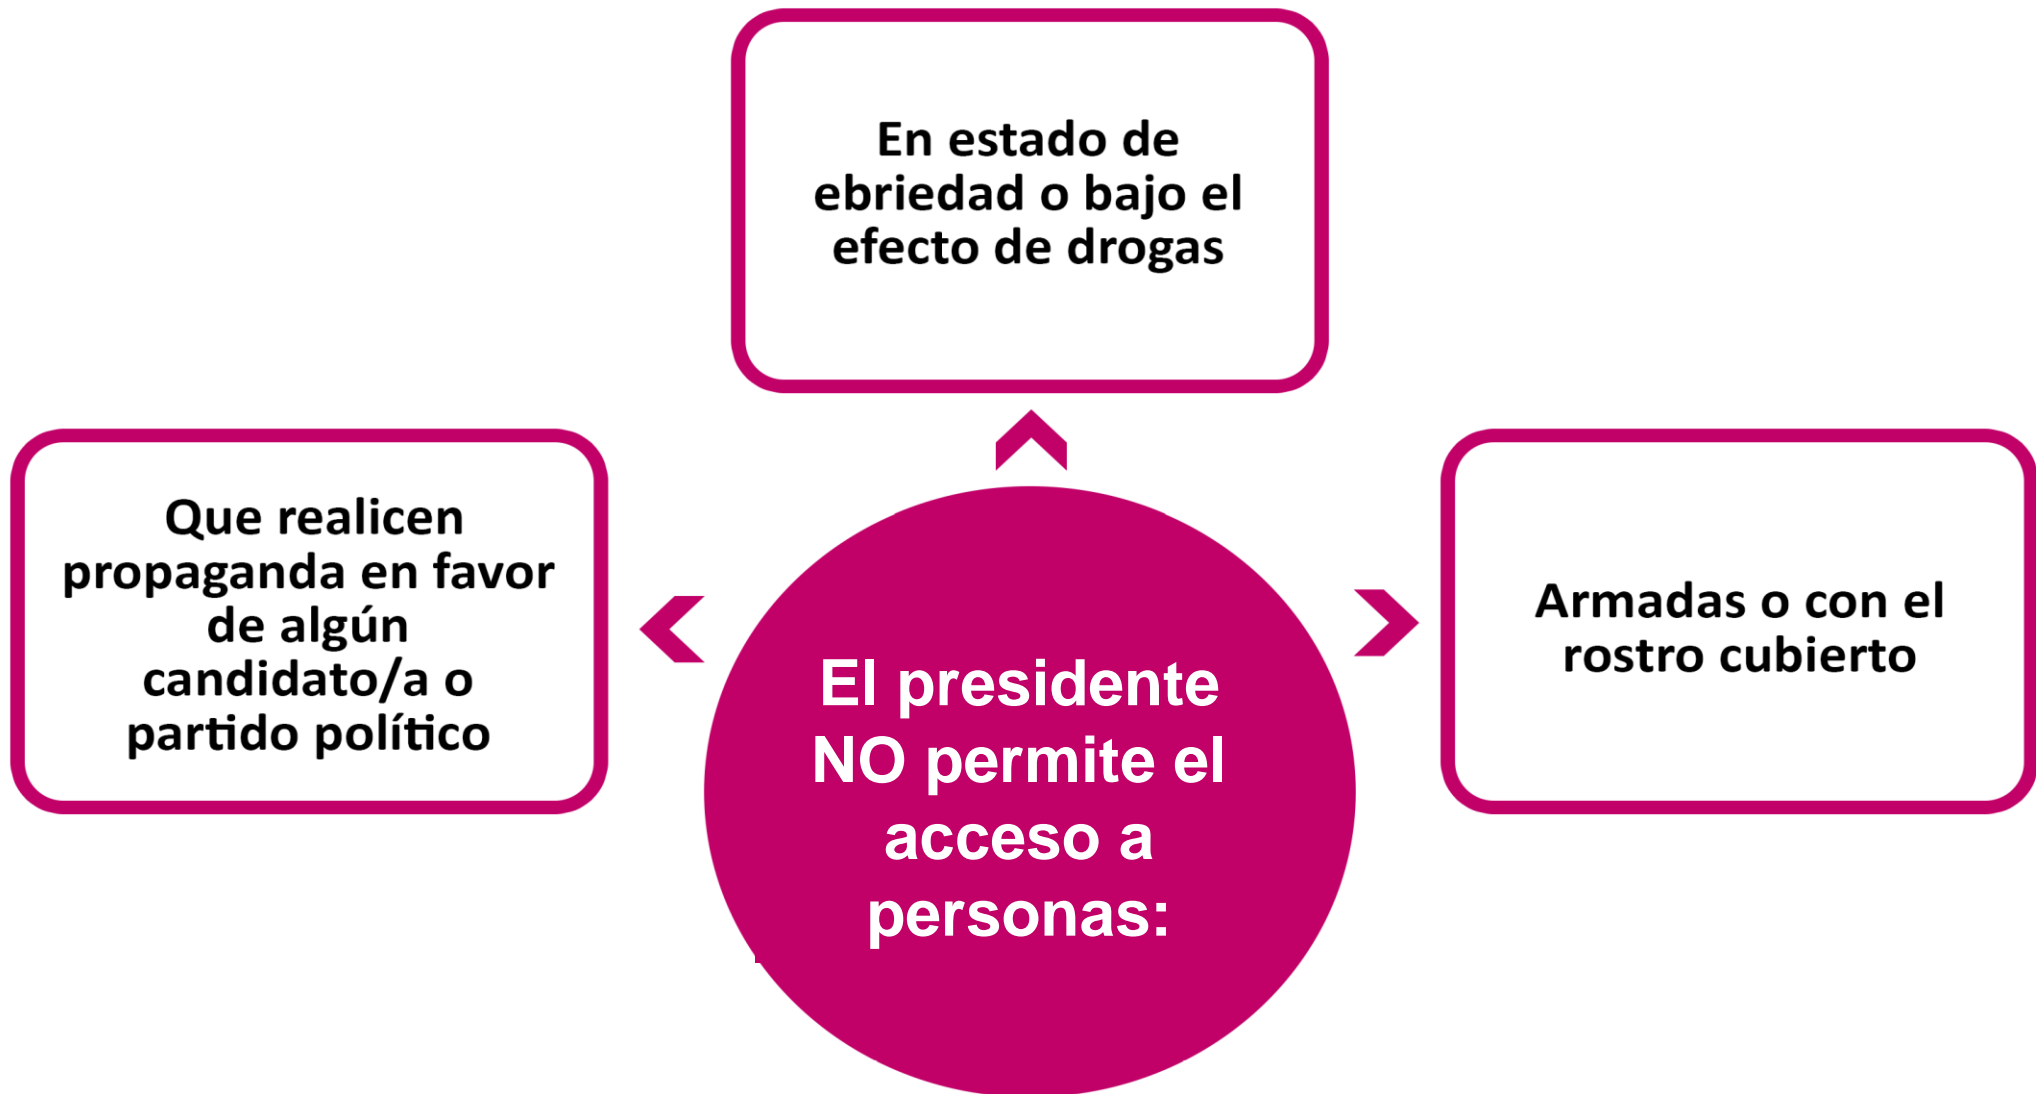 En estado de
ebriedad o bajo el
efecto de drogas
Que realicen
propaganda en favor
de algún
candidato/a o
partido político
Armadas o con el
rostro cubierto
El presidente
NO permite el
acceso a
personas: